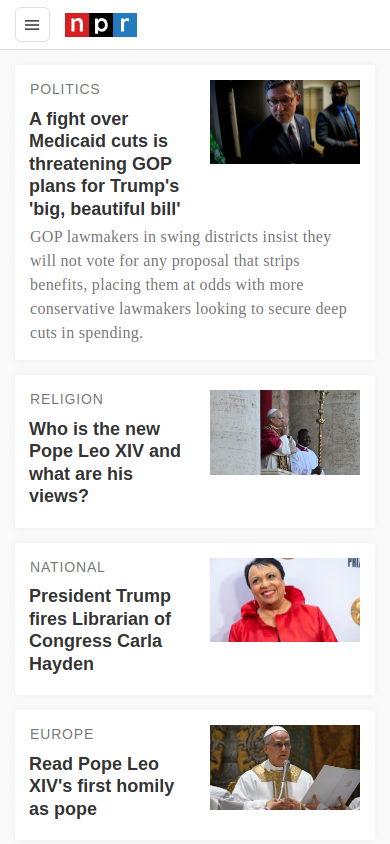 npr
POLITICS
A fight over
Medicaid cuts is
threatening GOP
plans for Trump's
'big, beautiful bill'
GOP lawmakers in swing districts insist they
will not vote for any proposal that strips
benefits, placing them at odds with more
conservative lawmakers looking to secure deep
cuts in spending.
RELIGION
Who is the new
Pope Leo XIV and
what are his
views?
NATIONAL
President Trump
fires Librarian of
Congress Carla
Hayden
EUROPE
Read Pope Leo
XIV's first homily
as pope